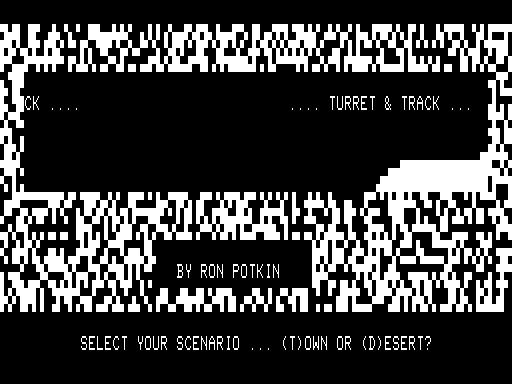 CK .... .... TURRET & TRACK ...
BY RON POTKIN
SELECT YOUR SCENARIO ... (T)OWN OR (D)ESERT?